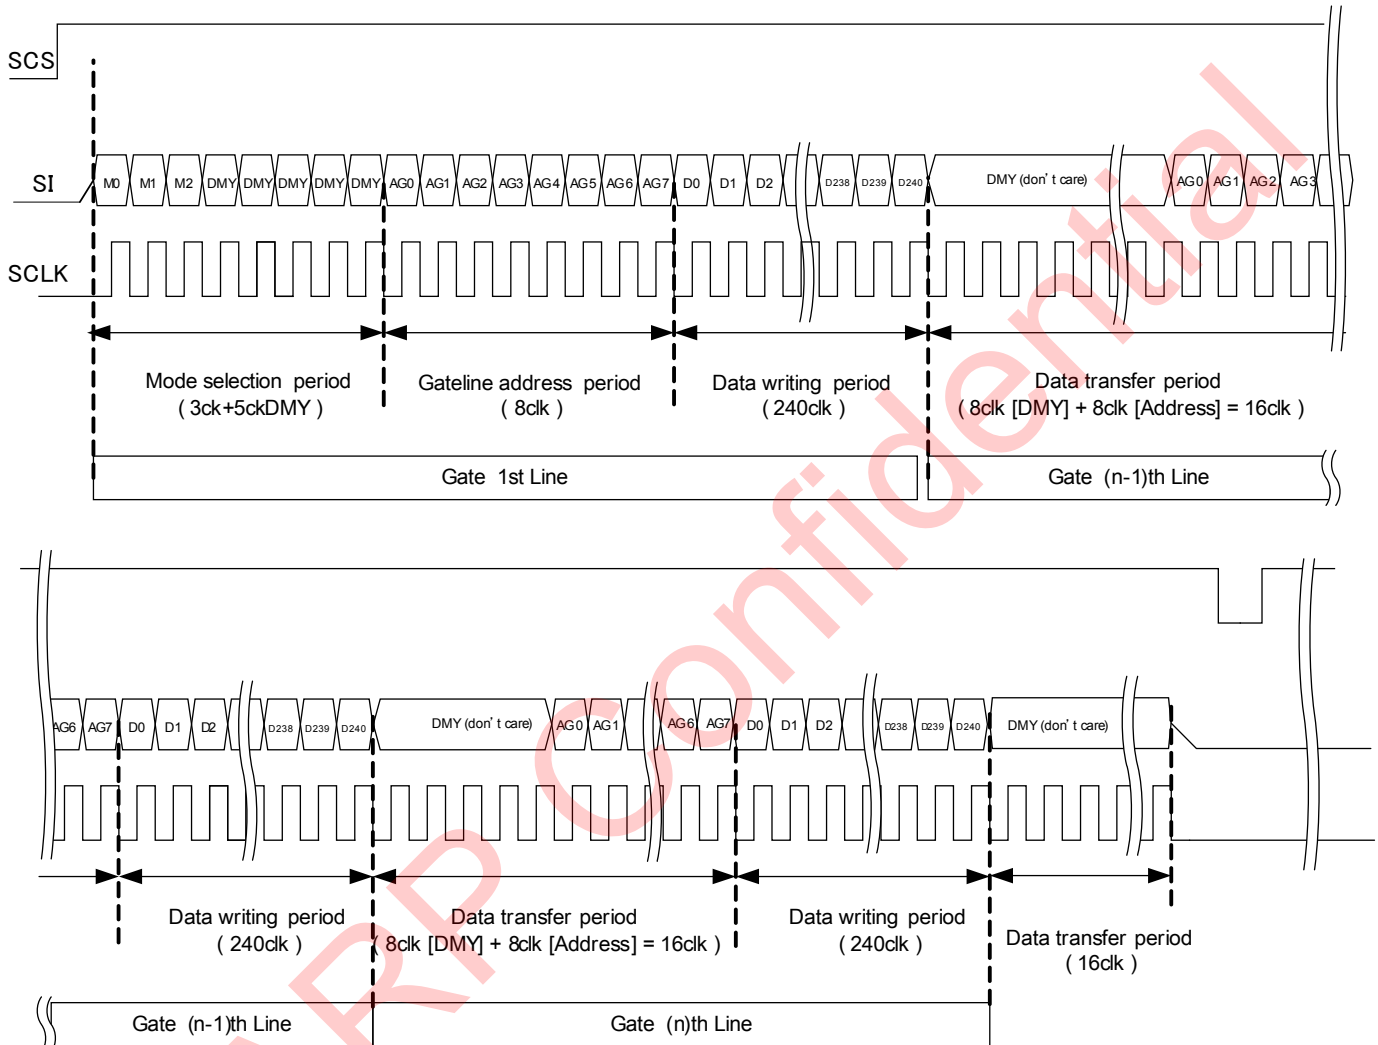 SCS
SI
M0 M1 M2 DMY DMY DMY DMY DMY AG0 AG1 AG2 AG3 AG4 AG5 AG6 AG7 D0 D1 D2 D238 D239 D240 DMY (don't care) AG0 AG1 AG2 AG3
SCLK
Mode selection period Gateline address period Data writing period Data transfer period
( 3ck+5ckDMY ) ( 8clk ) ( 240clk ) ( 8clk [DMY] + 8clk [Address] = 16clk )
Gate 1st Line Gate (n-1)th Line
AG6 AG7 D0 D1 D2 D238 D239 D240 DMY (don't care) AG0 AG1 AG6 AG7 D0 D1 D2 D238 D239 D240 DMY (don't care)
Data writing period Data transfer period Data writing period Data transfer period
( 240clk ) ( 8clk [DMY] + 8clk [Address] = 16clk ) ( 240clk ) ( 16clk )
Gate (n-1)th Line Gate (n)th Line
ARP Confidential